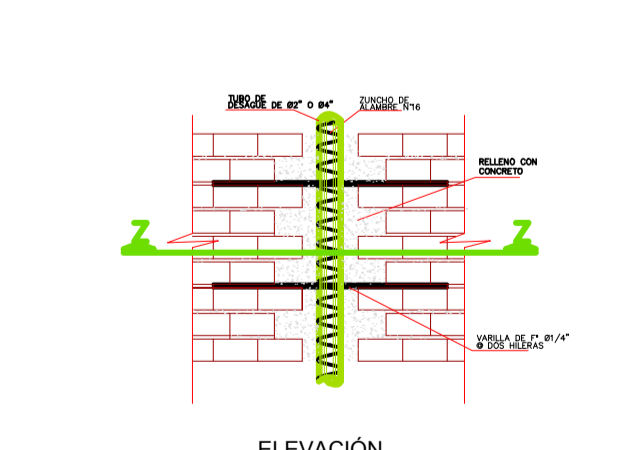 TUBO DE
DESAGUE DE Ø2" O Ø4"
ZUNCHO DE
ALAMBRE N°16
RELLENO CON
CONCRETO
Z
Z
VARILLA DE F° Ø1/4"
@ DOS HILERAS
ELEVACIÓN